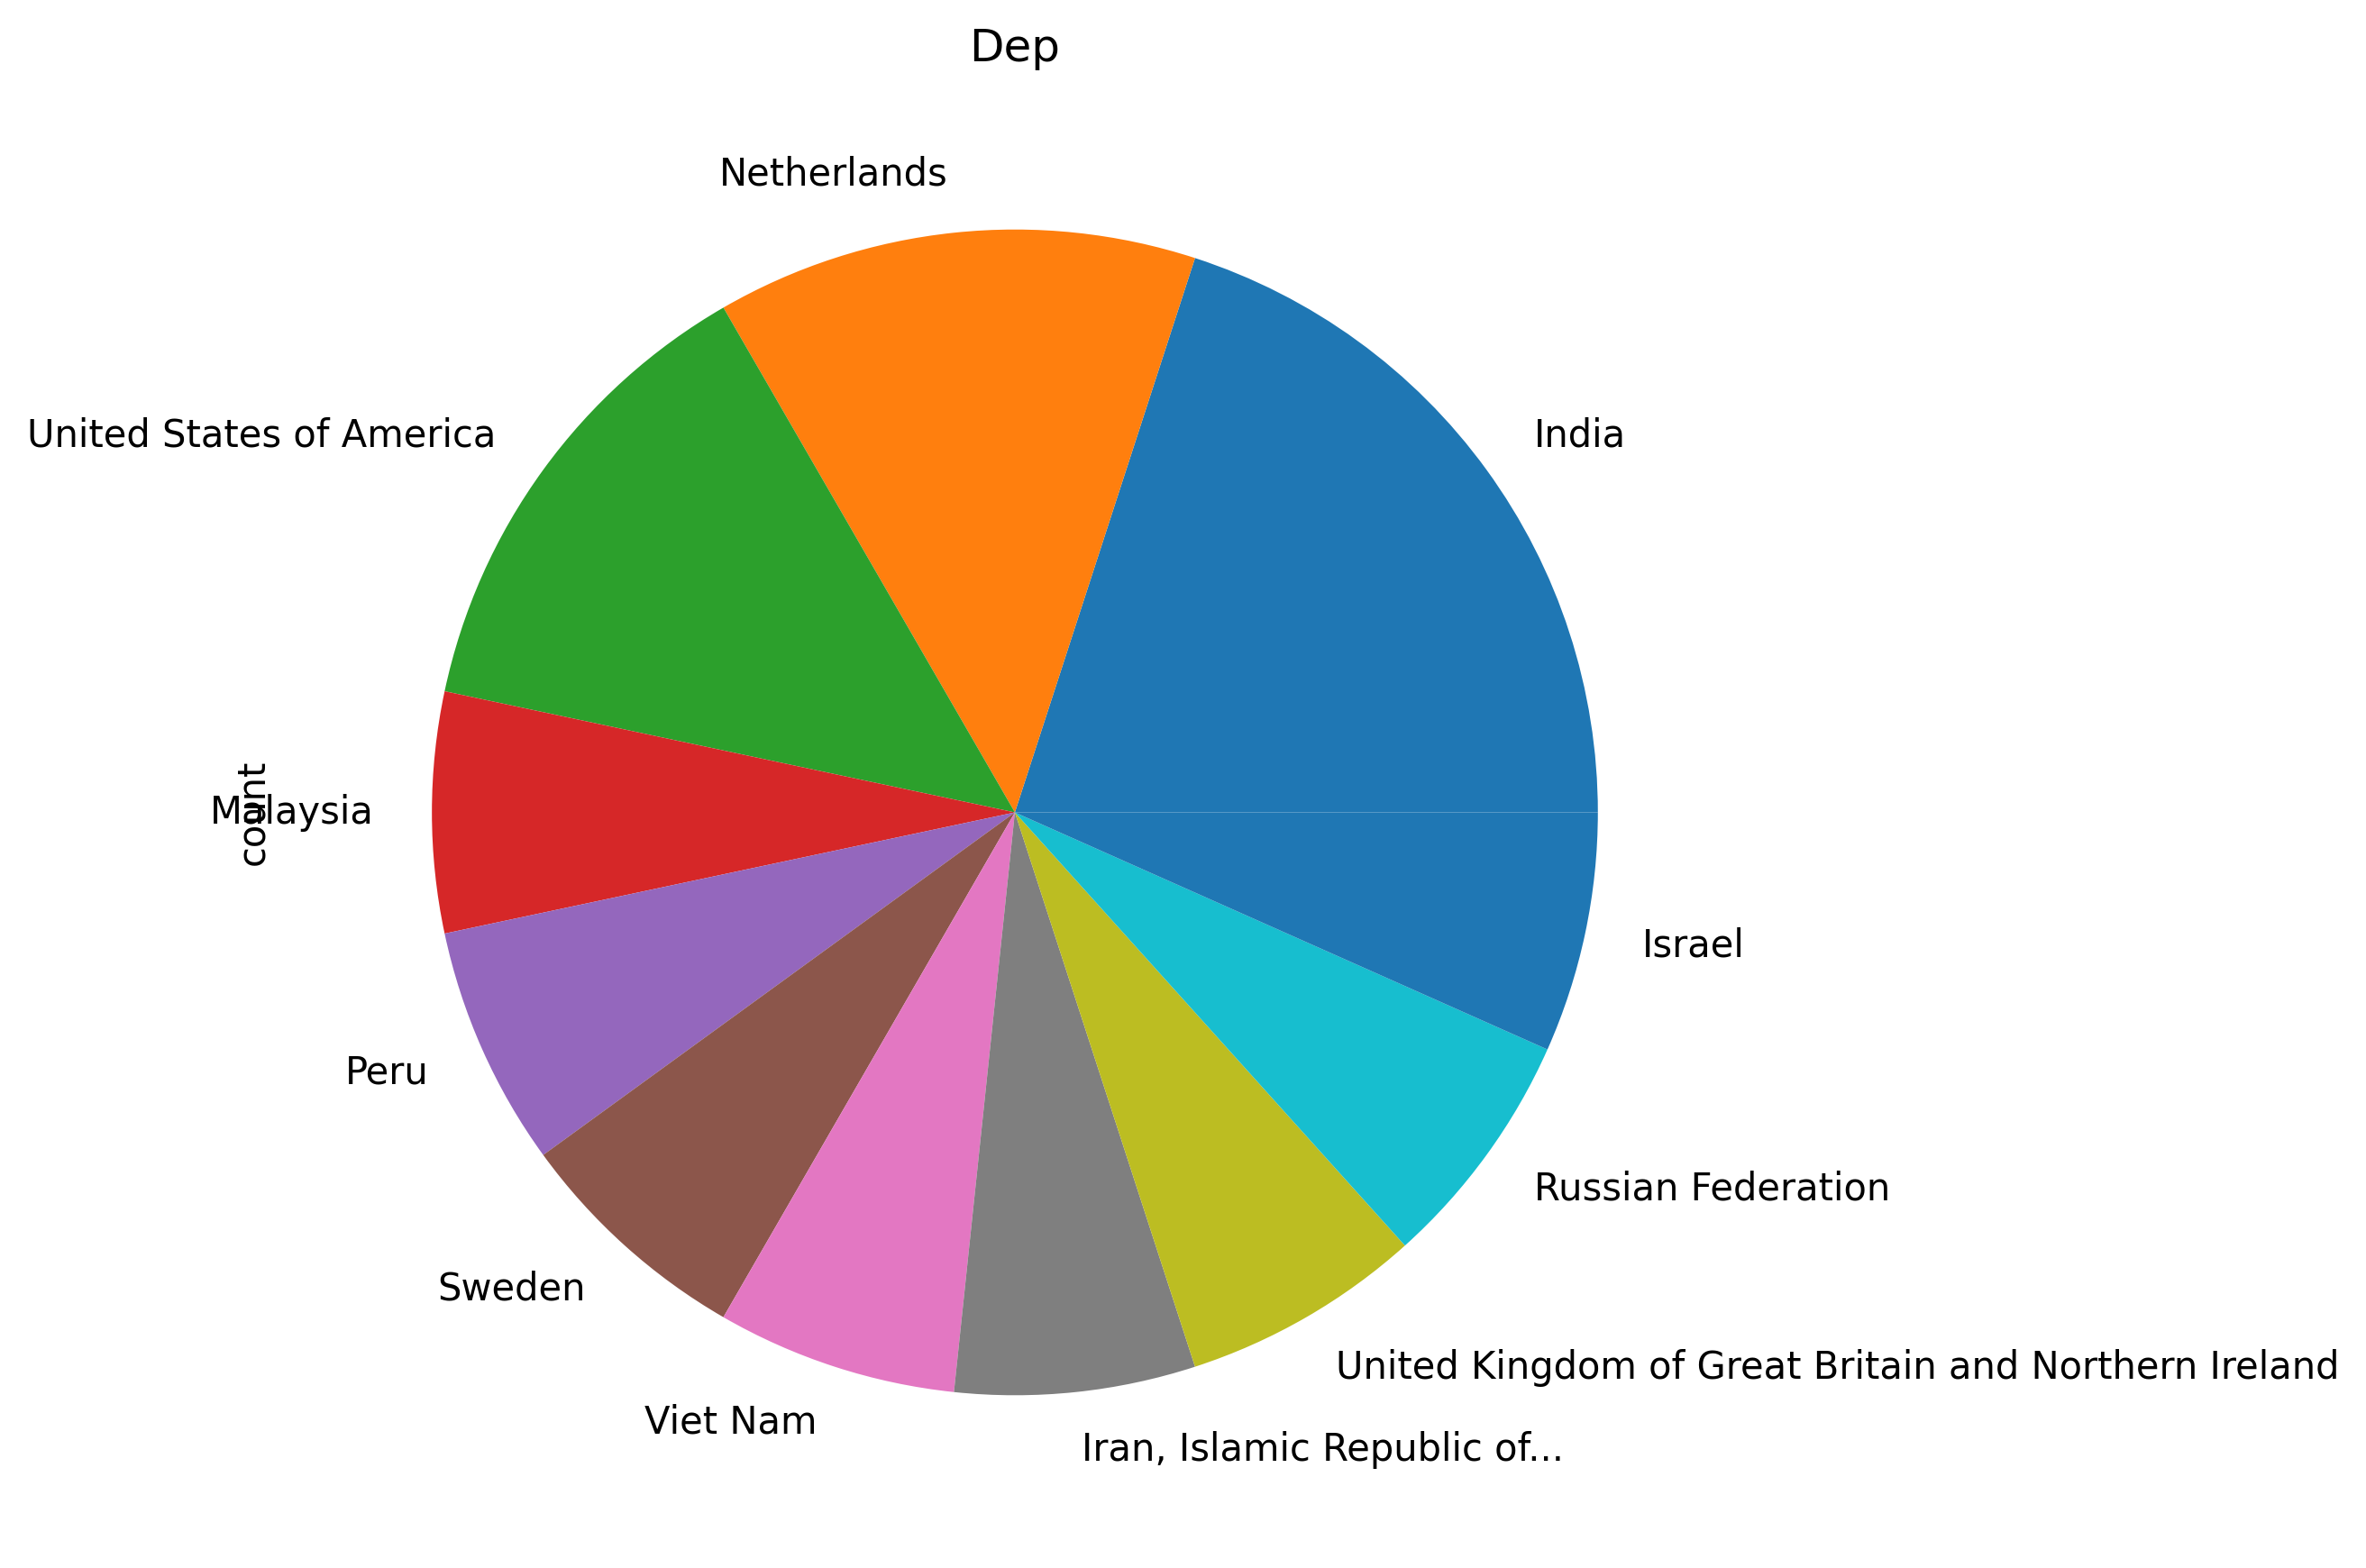 Dep
Netherlands
United States of America
India
Malaysia
count
Israel
Peru
Russian Federation
Sweden
United Kingdom of Great Britain and Northern Ireland
Viet Nam
Iran, Islamic Republic of...